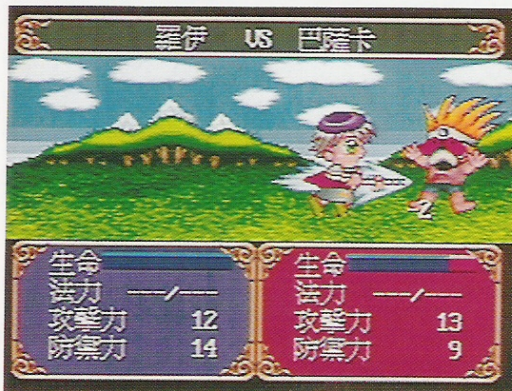 羅伊 VS 巴薩卡
生命 生命
法力 ---/--- 法力 ---/---
攻擊力 12 攻擊力 13
防禦力 14 防禦力 9
2